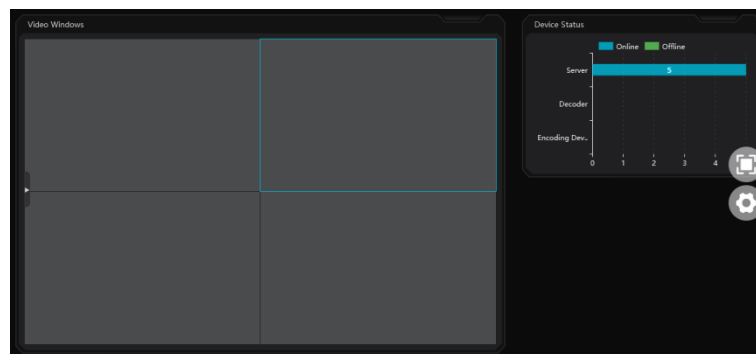 Video Windows
Device Status
Online Offline
Server 5
Decoder
Encoding Dev..
0 1 2 3 4